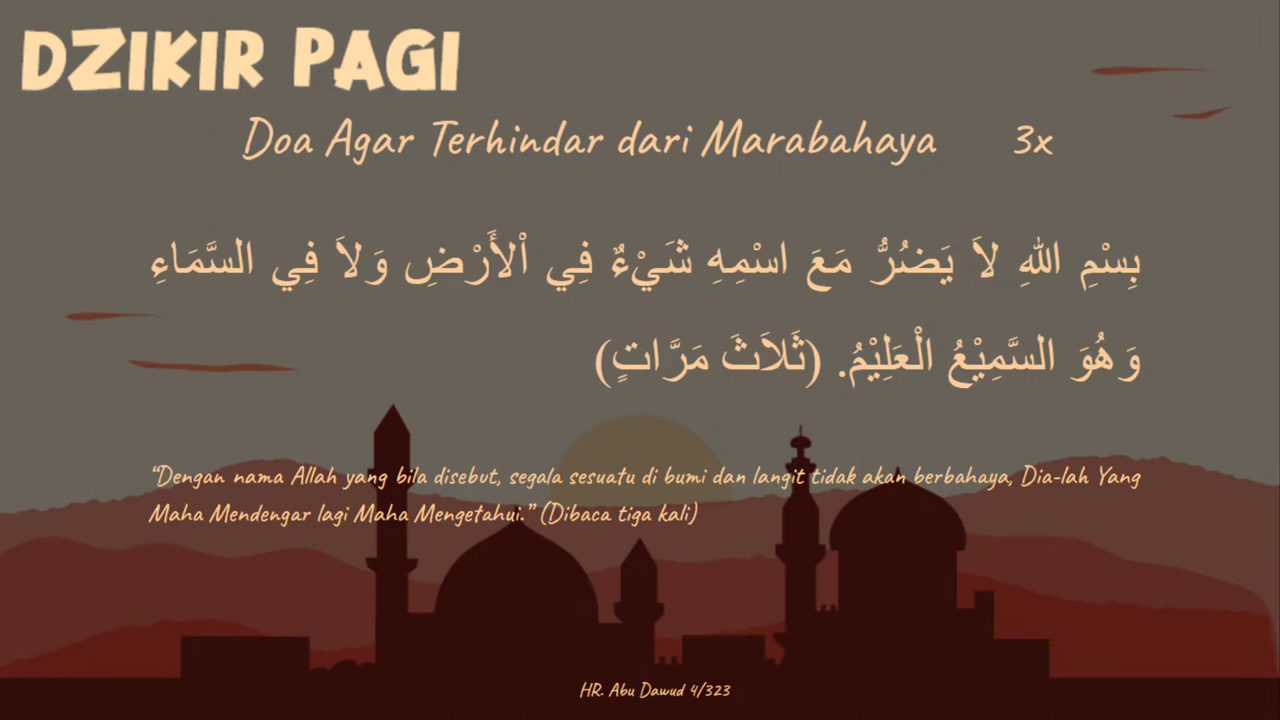 DZIKIR PAGI
Doa Agar Terhindar dari Marabahaya 3x
بِسْمِ اللهِ لاَ يَضُرُّ مَعَ اسْمِهِ شَيْءٌ فِي اْلأَرْضِ وَلاَ فِي السَّمَاءِ
وَهُوَ السَّمِيْعُ الْعَلِيْمُ. (ثَلاَثَ مَرَّاتٍ)
“Dengan nama Allah yang bila disebut, segala sesuatu di bumi dan langit tidak akan berbahaya, Dia-lah Yang
Maha Mendengar lagi Maha Mengetahui.” (Dibaca tiga kali)
HR. Abu Dawud 4/323